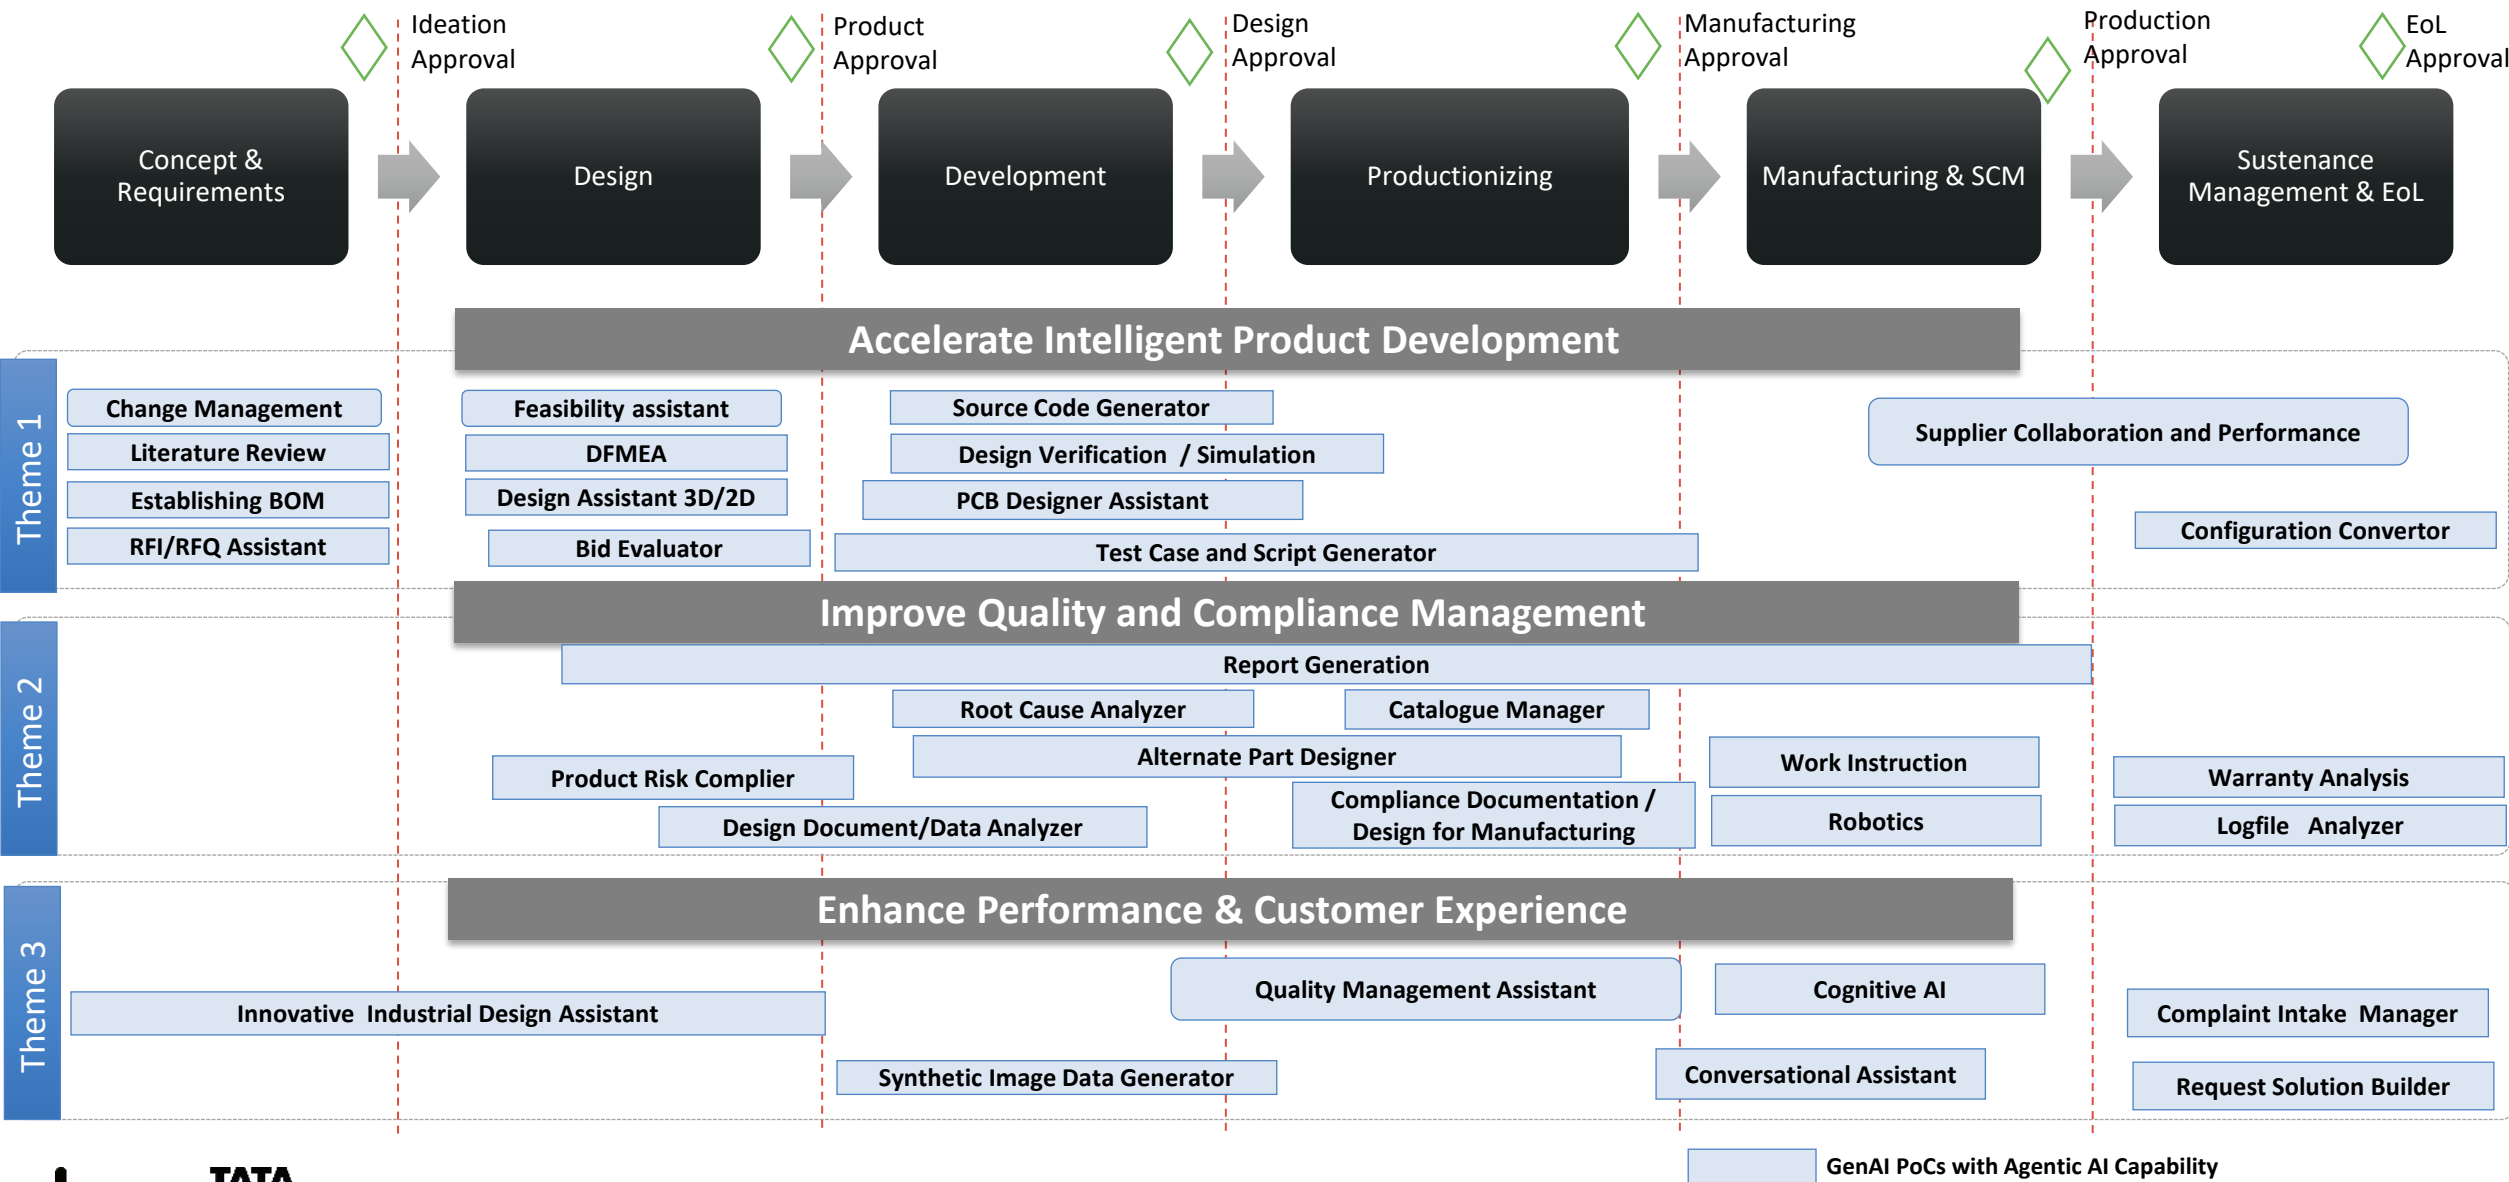 Ideation
Approval
Product
Approval
Design
Approval
Manufacturing
Approval
Production
Approval
EoL
Approval
Concept &
Requirements
Design
Development
Productionizing
Manufacturing & SCM
Sustenance
Management & EoL
Accelerate Intelligent Product Development
Theme 1
Change Management
Literature Review
Establishing BOM
RFI/RFQ Assistant
Feasibility assistant
DFMEA
Design Assistant 3D/2D
Bid Evaluator
Source Code Generator
Design Verification / Simulation
PCB Designer Assistant
Test Case and Script Generator
Supplier Collaboration and Performance
Configuration Convertor
Improve Quality and Compliance Management
Theme 2
Report Generation
Root Cause Analyzer
Catalogue Manager
Alternate Part Designer
Product Risk Complier
Design Document/Data Analyzer
Compliance Documentation /
Design for Manufacturing
Work Instruction
Robotics
Warranty Analysis
Logfile Analyzer
Enhance Performance & Customer Experience
Theme 3
Innovative Industrial Design Assistant
Quality Management Assistant
Cognitive AI
Complaint Intake Manager
Synthetic Image Data Generator
Conversational Assistant
Request Solution Builder
GenAI PoCs with Agentic AI Capability
TATA